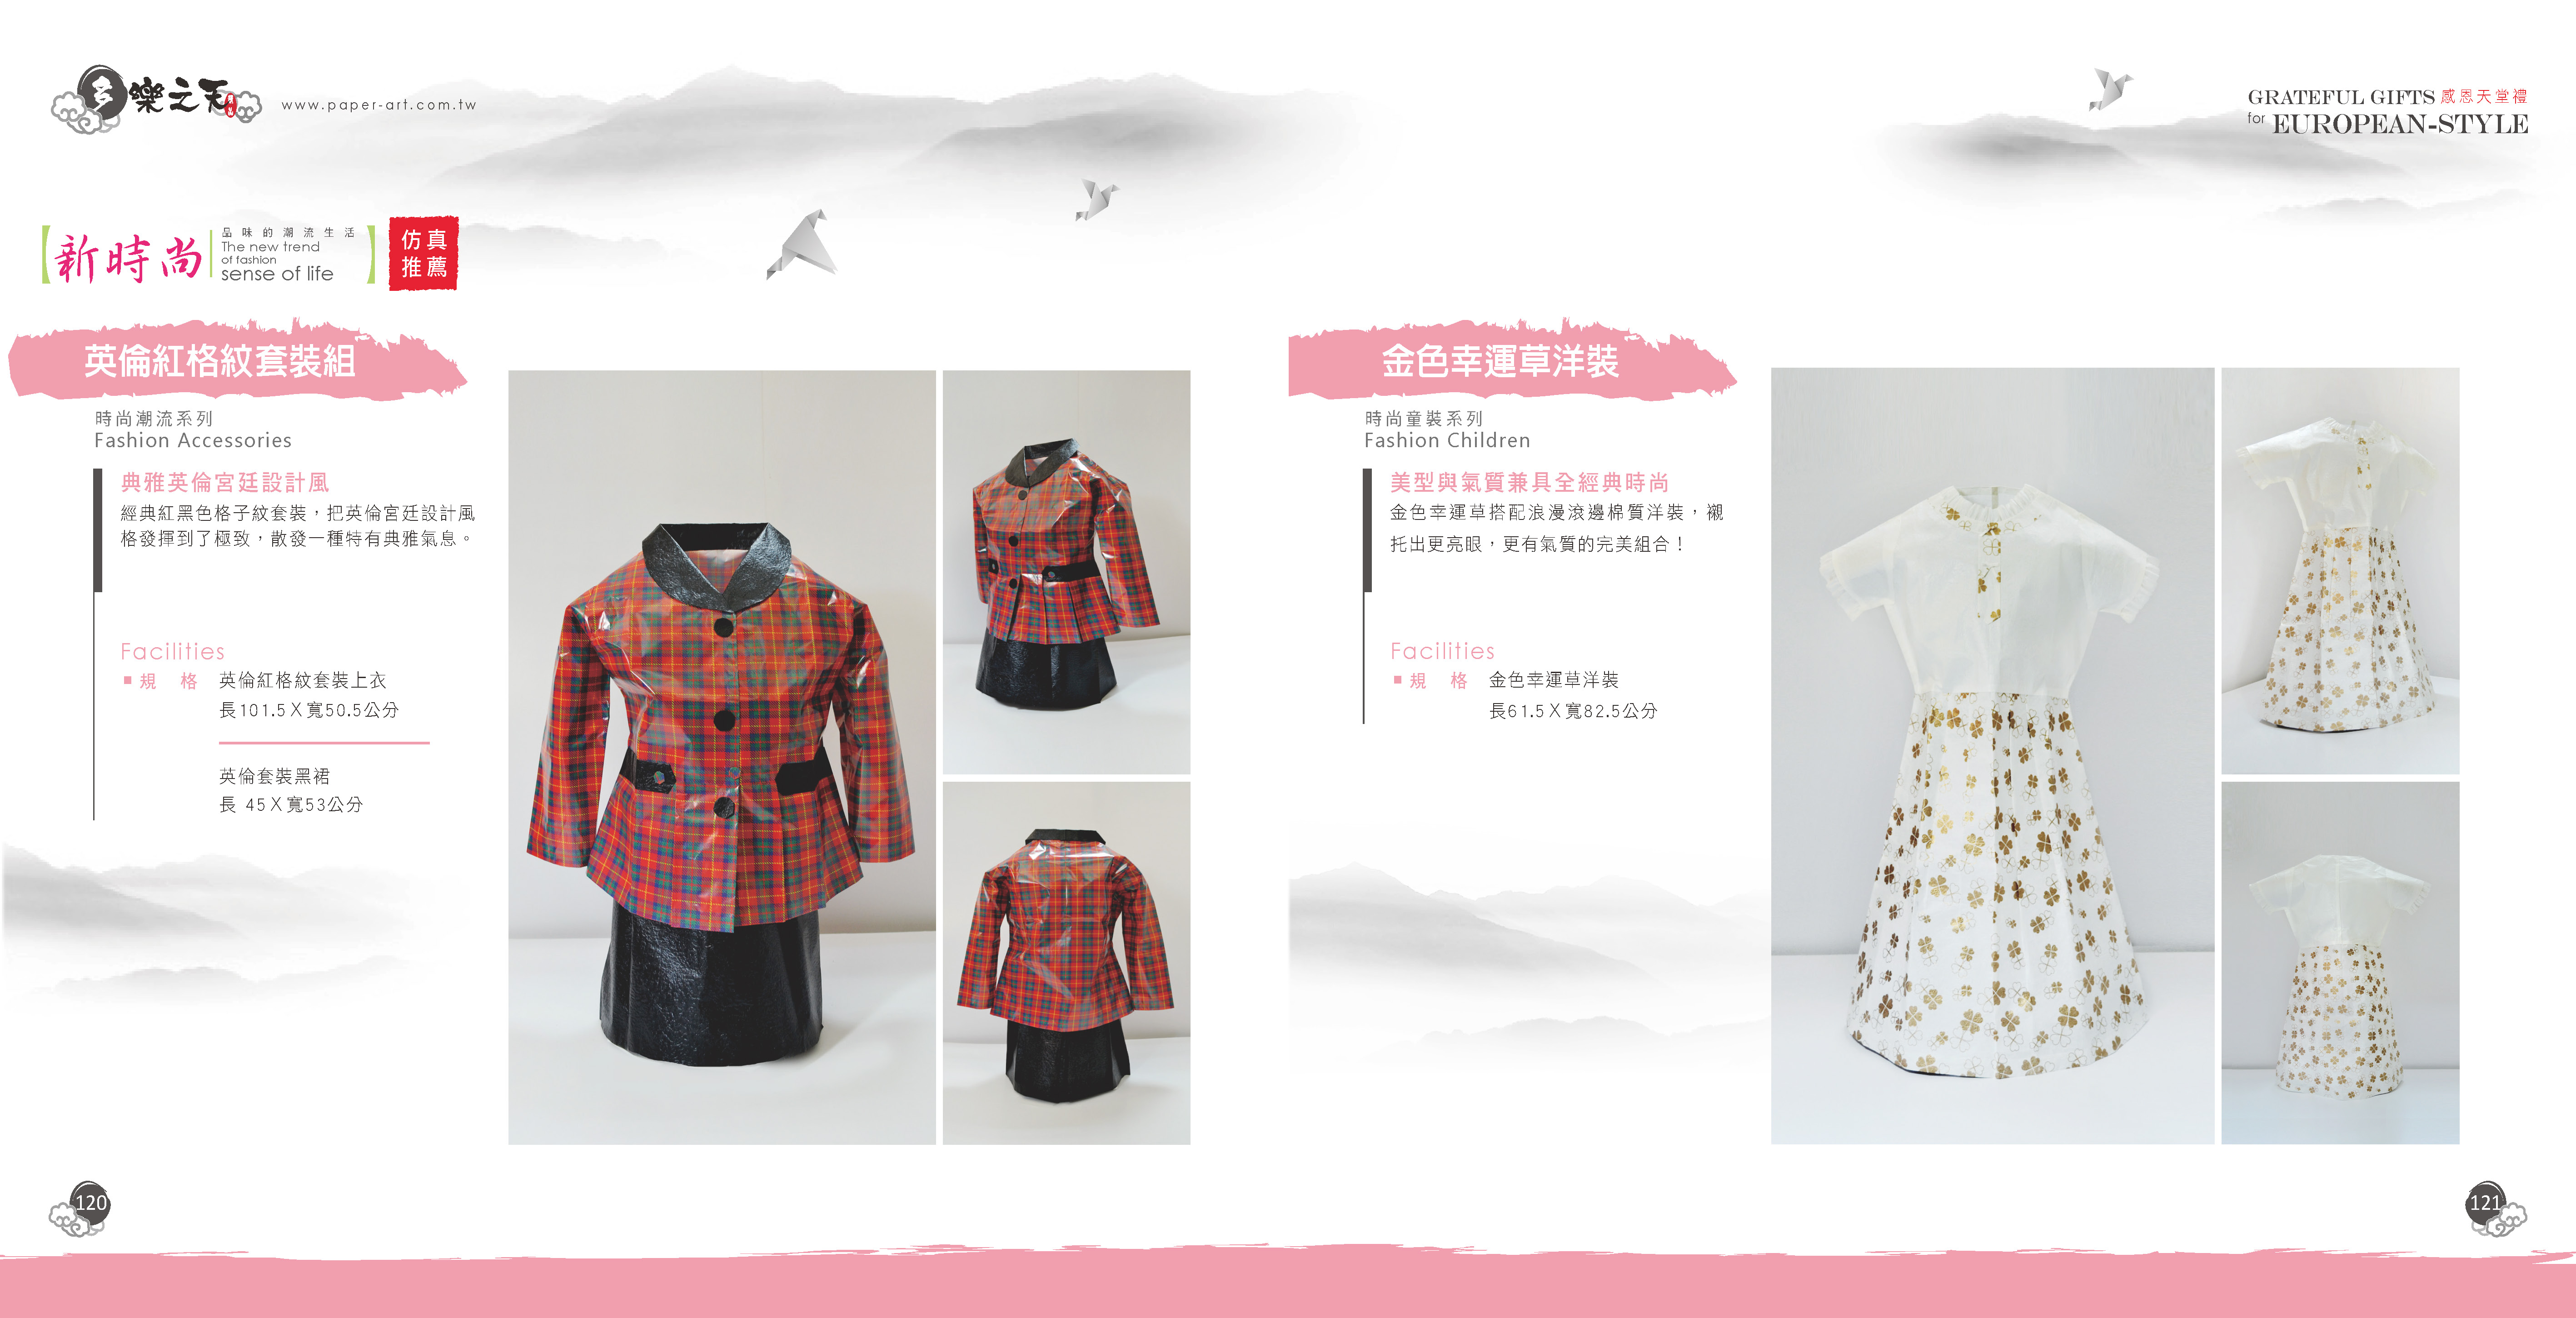 多樂之天
www.paper-art.com.tw
GRATEFUL GIFTS 感恩天堂禮
for EUROPEAN-STYLE
新時尚
品味的潮流生活
The new trend
of fashion
sense of life
仿真
推薦
英倫紅格紋套裝組
時尚潮流系列
Fashion Accessories
典雅英倫宮廷設計風
經典紅黑色格子紋套裝，把英倫宮廷設計風
格發揮到了極致，散發一種特有典雅氣息。
Facilities
規 格 英倫紅格紋套裝上衣
長101.5X寬50.5公分
英倫套裝黑裙
長 45X寬53公分
金色幸運草洋裝
時尚童裝系列
Fashion Children
美型與氣質兼具全經典時尚
金色幸運草搭配浪漫滾邊棉質洋裝，襯
托出更亮眼，更有氣質的完美組合！
Facilities
規 格 金色幸運草洋裝
長61.5X寬82.5公分
120
121